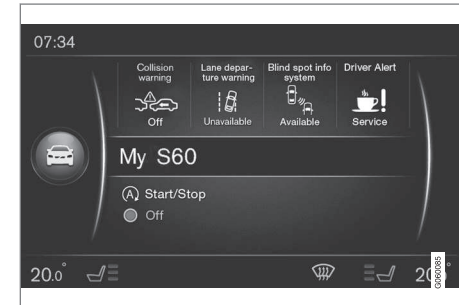 07:34
Collision warning
Off
Lane depar-
ture warning
Unavailable
Blind spot info
system
Available
Driver Alert
Service
My S60
A Start/Stop
Off
20.0°
G060085